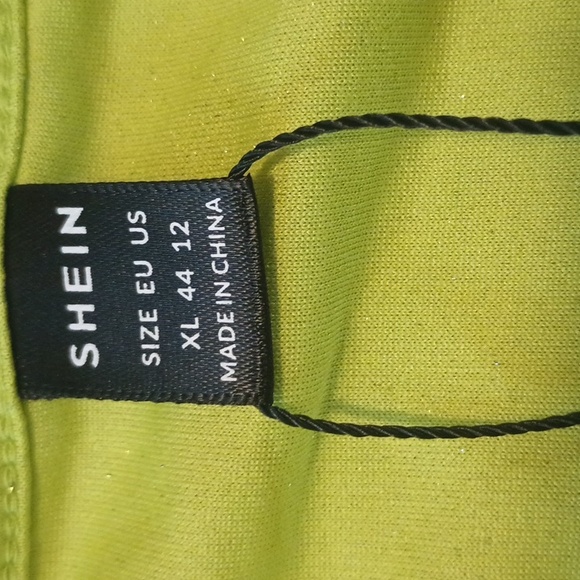 SHEIN
SIZE EU US
XL 44 12
MADE IN CHINA